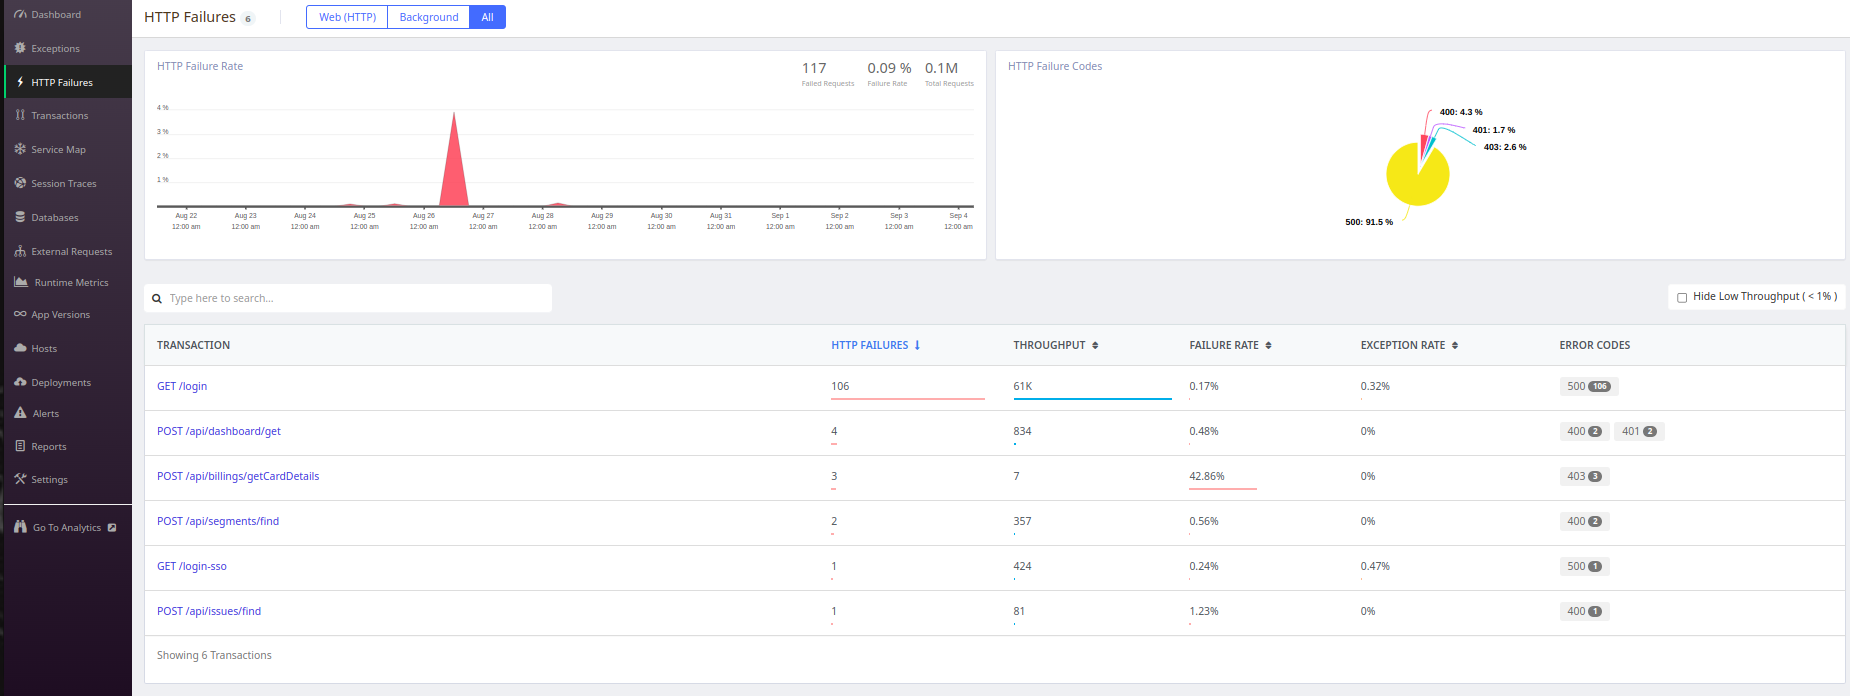 Dashboard
Exceptions
HTTP Failures
Transactions
Service Map
Session Traces
Databases
External Requests
Runtime Metrics
App Versions
Hosts
Deployments
Alerts
Reports
Settings
Go To Analytics
HTTP Failures 6
Web (HTTP) Background All
HTTP Failure Rate
117 0.09 % 0.1M
Failed Requests Failure Rate Total Requests
4 %
3 %
2 %
1 %
Aug 22 Aug 23 Aug 24 Aug 25 Aug 26 Aug 27 Aug 28 Aug 29 Aug 30 Aug 31 Sep 1 Sep 2 Sep 3 Sep 4
12:00 am 12:00 am 12:00 am 12:00 am 12:00 am 12:00 am 12:00 am 12:00 am 12:00 am 12:00 am 12:00 am 12:00 am 12:00 am 12:00 am
HTTP Failure Codes
400: 4.3 %
401: 1.7 %
403: 2.6 %
500: 91.5 %
Type here to search...
Hide Low Throughput ( < 1% )
TRANSACTION HTTP FAILURES THROUGHPUT FAILURE RATE EXCEPTION RATE ERROR CODES
GET /login 106 61K 0.17% 0.32% 500 106
POST /api/dashboard/get 4 834 0.48% 0% 400 2 401 2
POST /api/billings/getCardDetails 3 7 42.86% 0% 403 3
POST /api/segments/find 2 357 0.56% 0% 400 2
GET /login-sso 1 424 0.24% 0.47% 500 1
POST /api/issues/find 1 81 1.23% 0% 400 1
Showing 6 Transactions